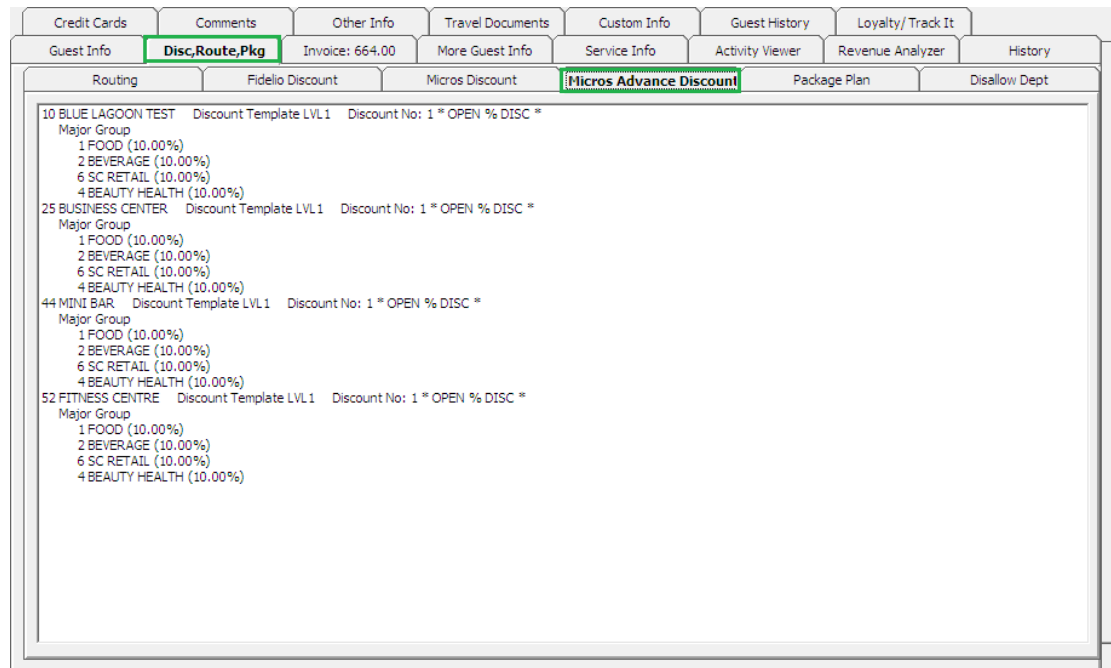 Credit Cards Comments Other Info Travel Documents Custom Info Guest History Loyalty/Track It
Guest Info Disc,Route,Pkg Invoice: 664.00 More Guest Info Service Info Activity Viewer Revenue Analyzer History
Routing Fidelio Discount Micros Discount Micros Advance Discount Package Plan Disallow Dept
10 BLUE LAGOON TEST Discount Template LVL1 Discount No: 1 * OPEN % DISC *
Major Group
1 FOOD (10.00%)
2 BEVERAGE (10.00%)
6 SC RETAIL (10.00%)
4 BEAUTY HEALTH (10.00%)
25 BUSINESS CENTER Discount Template LVL1 Discount No: 1 * OPEN % DISC *
Major Group
1 FOOD (10.00%)
2 BEVERAGE (10.00%)
6 SC RETAIL (10.00%)
4 BEAUTY HEALTH (10.00%)
44 MINI BAR Discount Template LVL1 Discount No: 1 * OPEN % DISC *
Major Group
1 FOOD (10.00%)
2 BEVERAGE (10.00%)
6 SC RETAIL (10.00%)
4 BEAUTY HEALTH (10.00%)
52 FITNESS CENTRE Discount Template LVL1 Discount No: 1 * OPEN % DISC *
Major Group
1 FOOD (10.00%)
2 BEVERAGE (10.00%)
6 SC RETAIL (10.00%)
4 BEAUTY HEALTH (10.00%)